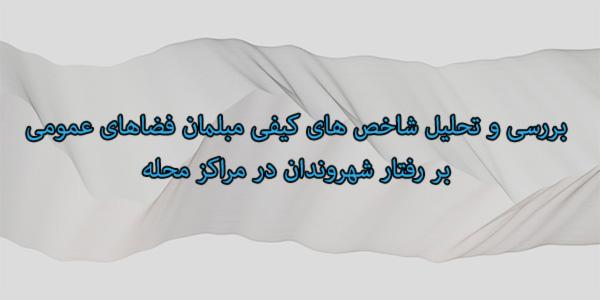 بررسی و تحلیل شاخص های کیفی مبلمان فضاهای عمومی
بر رفتار شهروندان در مراکز محله